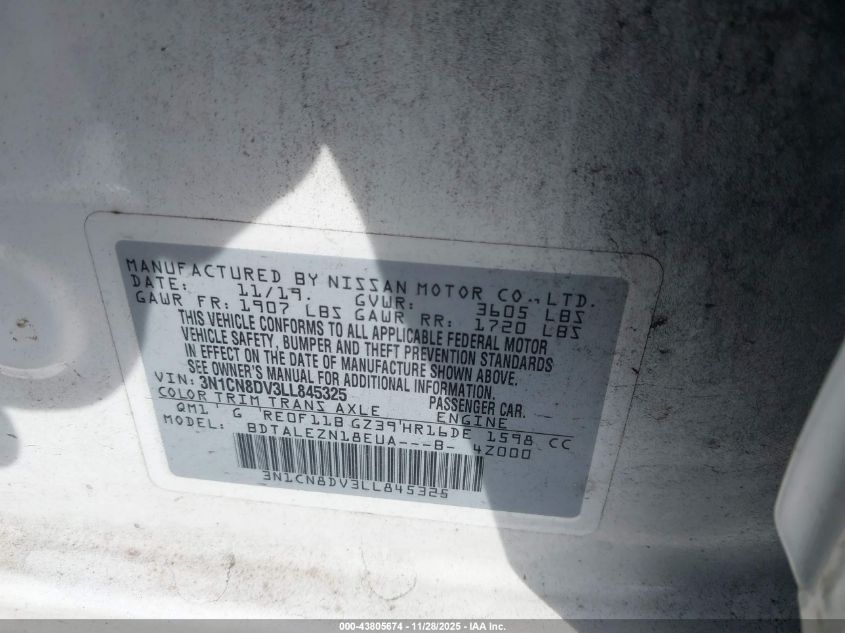 MANUFACTURED BY NISSAN MOTOR CO., LTD.
DATE: 11/19. GVWR: 3605 LBS
GAWR FR: 1907 LBS GAWR RR: 1720 LBS
THIS VEHICLE CONFORMS TO ALL APPLICABLE FEDERAL MOTOR
VEHICLE SAFETY, BUMPER AND THEFT PREVENTION STANDARDS
IN EFFECT ON THE DATE OF MANUFACTURE SHOWN ABOVE.
SEE OWNER'S MANUAL FOR ADDITIONAL INFORMATION.
VIN: 3N1CN8DV3LL845325 PASSENGER CAR.
COLOR TRIM TRANS AXLE ENGINE
QM1 G RE0F11B GZ39 HR16DE 1598 CC
MODEL: BDTALEZN18EUA---B- 4Z000
3N1CN8DV3LL845325
000-43805674 - 11/28/2025 - IAA Inc.